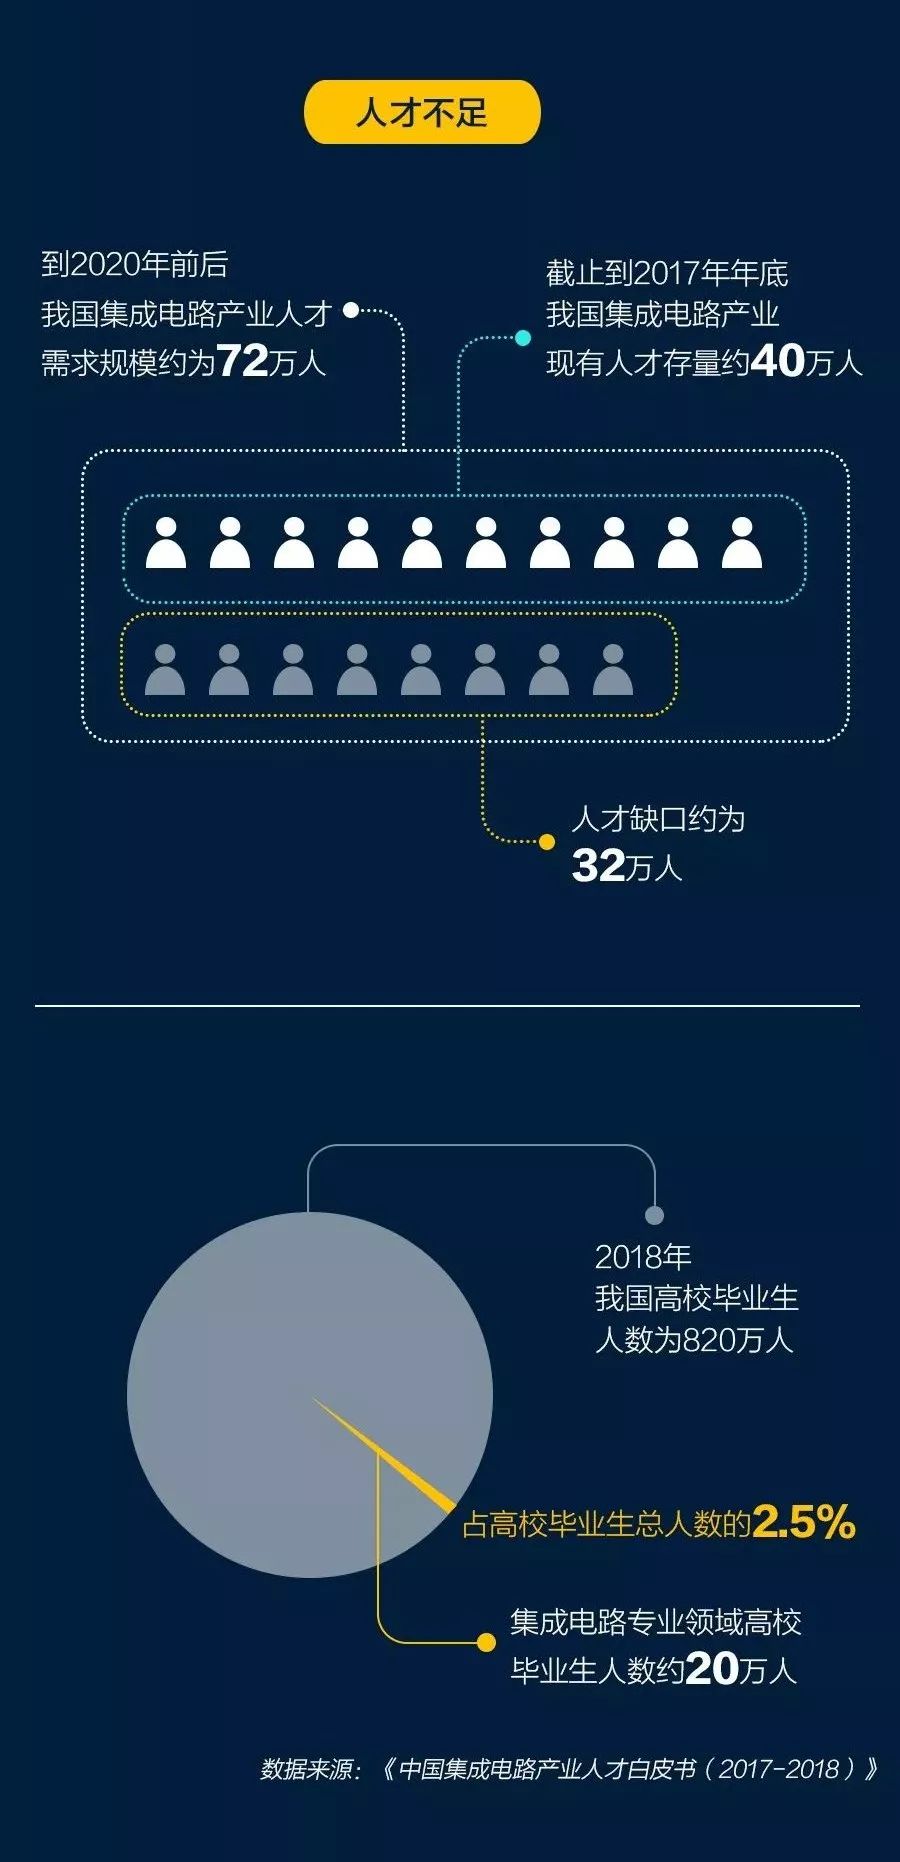 人才不足
到2020年前后
我国集成电路产业人才
需求规模约为72万人
截止到2017年年底
我国集成电路产业
现有人才存量约40万人
人才缺口约为
32万人
2018年
我国高校毕业生
人数为820万人
占高校毕业生总人数的2.5%
集成电路专业领域高校
毕业生人数约20万人
数据来源：《中国集成电路产业人才白皮书（2017-2018）》